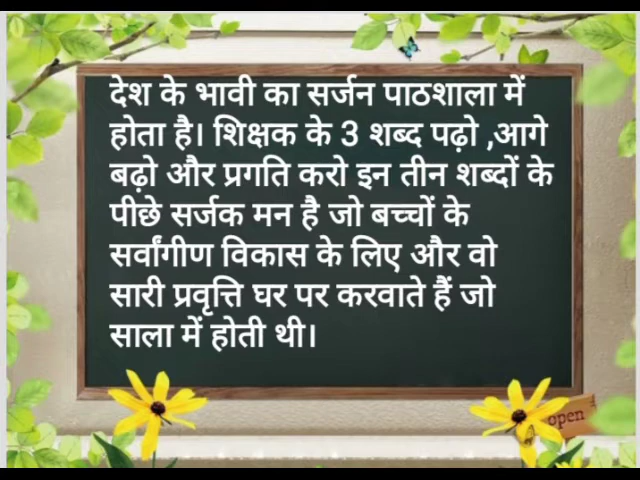 देश के भावी का सर्जन पाठशाला में
होता है। शिक्षक के 3 शब्द पढ़ो ,आगे
बढ़ो और प्रगति करो इन तीन शब्दों के
पीछे सर्जक मन है जो बच्चों के
सर्वांगीण विकास के लिए और वो
सारी प्रवृत्ति घर पर करवाते हैं जो
साला में होती थी।
open